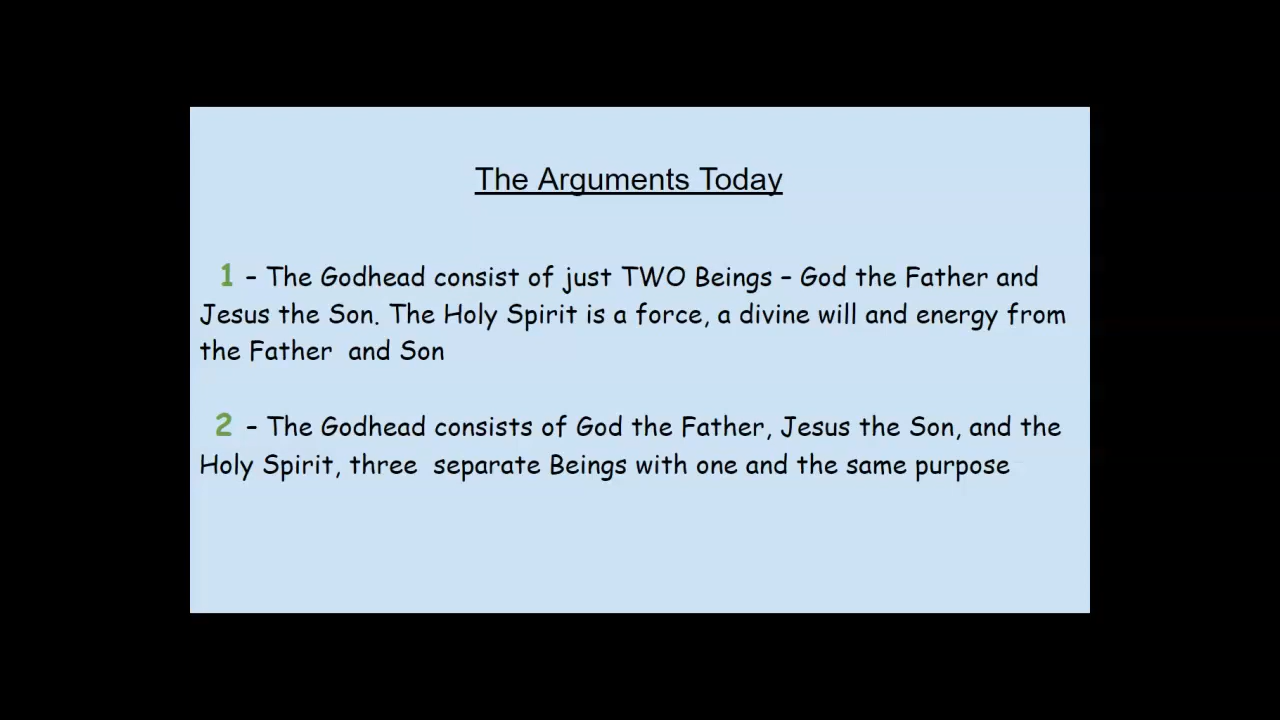 The Arguments Today
1 – The Godhead consist of just TWO Beings – God the Father and
Jesus the Son. The Holy Spirit is a force, a divine will and energy from
the Father  and Son
2 – The Godhead consists of God the Father, Jesus the Son, and the
Holy Spirit, three  separate Beings with one and the same purpose